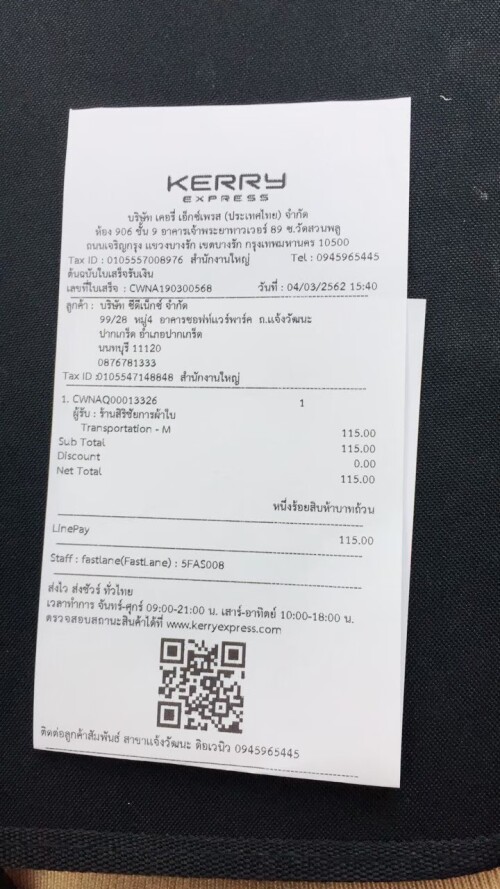 KERRY
EXPRESS
บริษัท เคอรี่ เอ็กซ์เพรส (ประเทศไทย) จำกัด
ห้อง 906 ชั้น 9 อาคารเจ้าพระยาทาวเวอร์ 89 ซ.วัดสวนพลู
ถนนเจริญกรุง แขวงบางรัก เขตบางรัก กรุงเทพมหานคร 10500
Tax ID : 0105557008976 สำนักงานใหญ่ Tel : 0945965445
ต้นฉบับใบเสร็จรับเงิน
เลขที่ใบเสร็จ : CWNA190300568 วันที่ : 04/03/2562 15:40
ลูกค้า : บริษัท ซีดีเน็กซ์ จำกัด
99/28 หมู่4 อาคารซอฟท์แวร์พาร์ค ถ.แจ้งวัฒนะ
ปากเกร็ด อำเภอปากเกร็ด
นนทบุรี 11120
0876781333
Tax ID :0105547148848 สำนักงานใหญ่
1. CWNAQ00013326 1
ผู้รับ : ร้านสิริชัยการผ้าใบ
Transportation - M 115.00
Sub Total 115.00
Discount 0.00
Net Total 115.00
หนึ่งร้อยสิบห้าบาทถ้วน
LinePay 115.00
Staff : fastlane(FastLane) : 5FAS008
ส่งไว ส่งชัวร์ ทั่วไทย
เวลาทำการ จันทร์-ศุกร์ 09:00-21:00 น. เสาร์-อาทิตย์ 10:00-18:00 น.
ตรวจสอบสถานะสินค้าได้ที่ www.kerryexpress.com
ติดต่อลูกค้าสัมพันธ์ สาขาแจ้งวัฒนะ ดิอเวนิว 0945965445